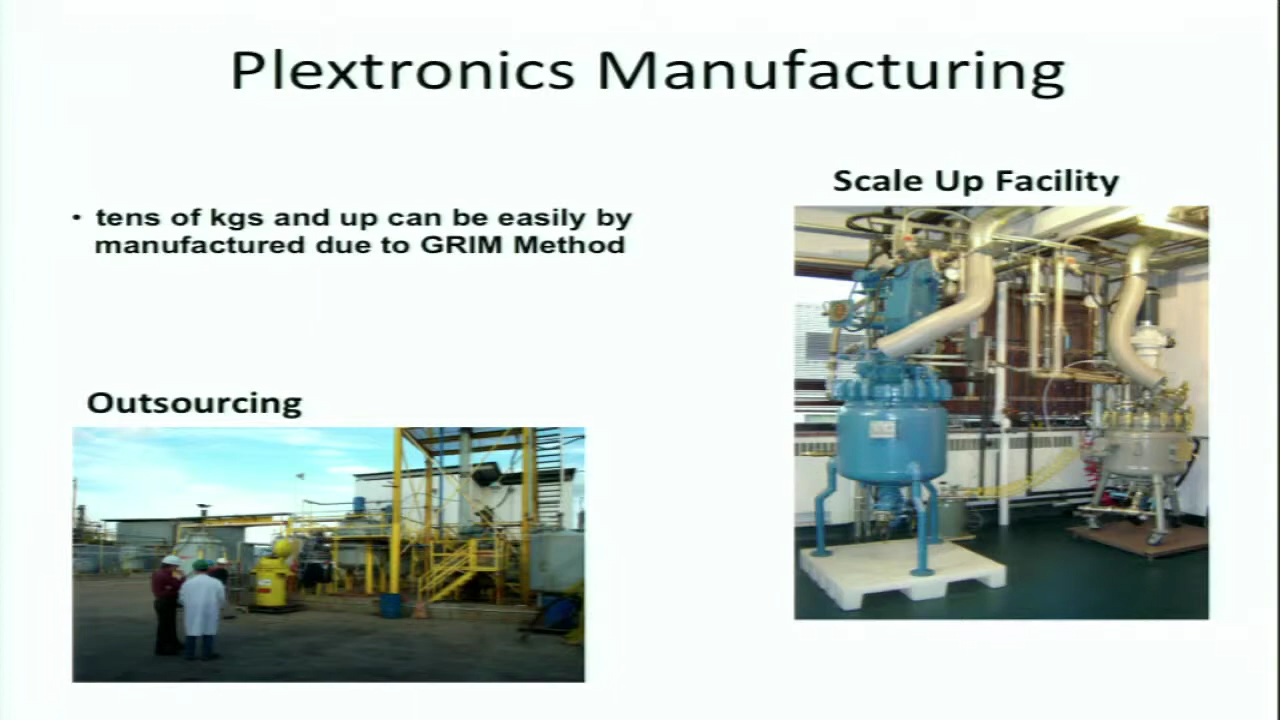 Plextronics Manufacturing
Scale Up Facility
• tens of kgs and up can be easily by
manufactured due to GRIM Method
Outsourcing